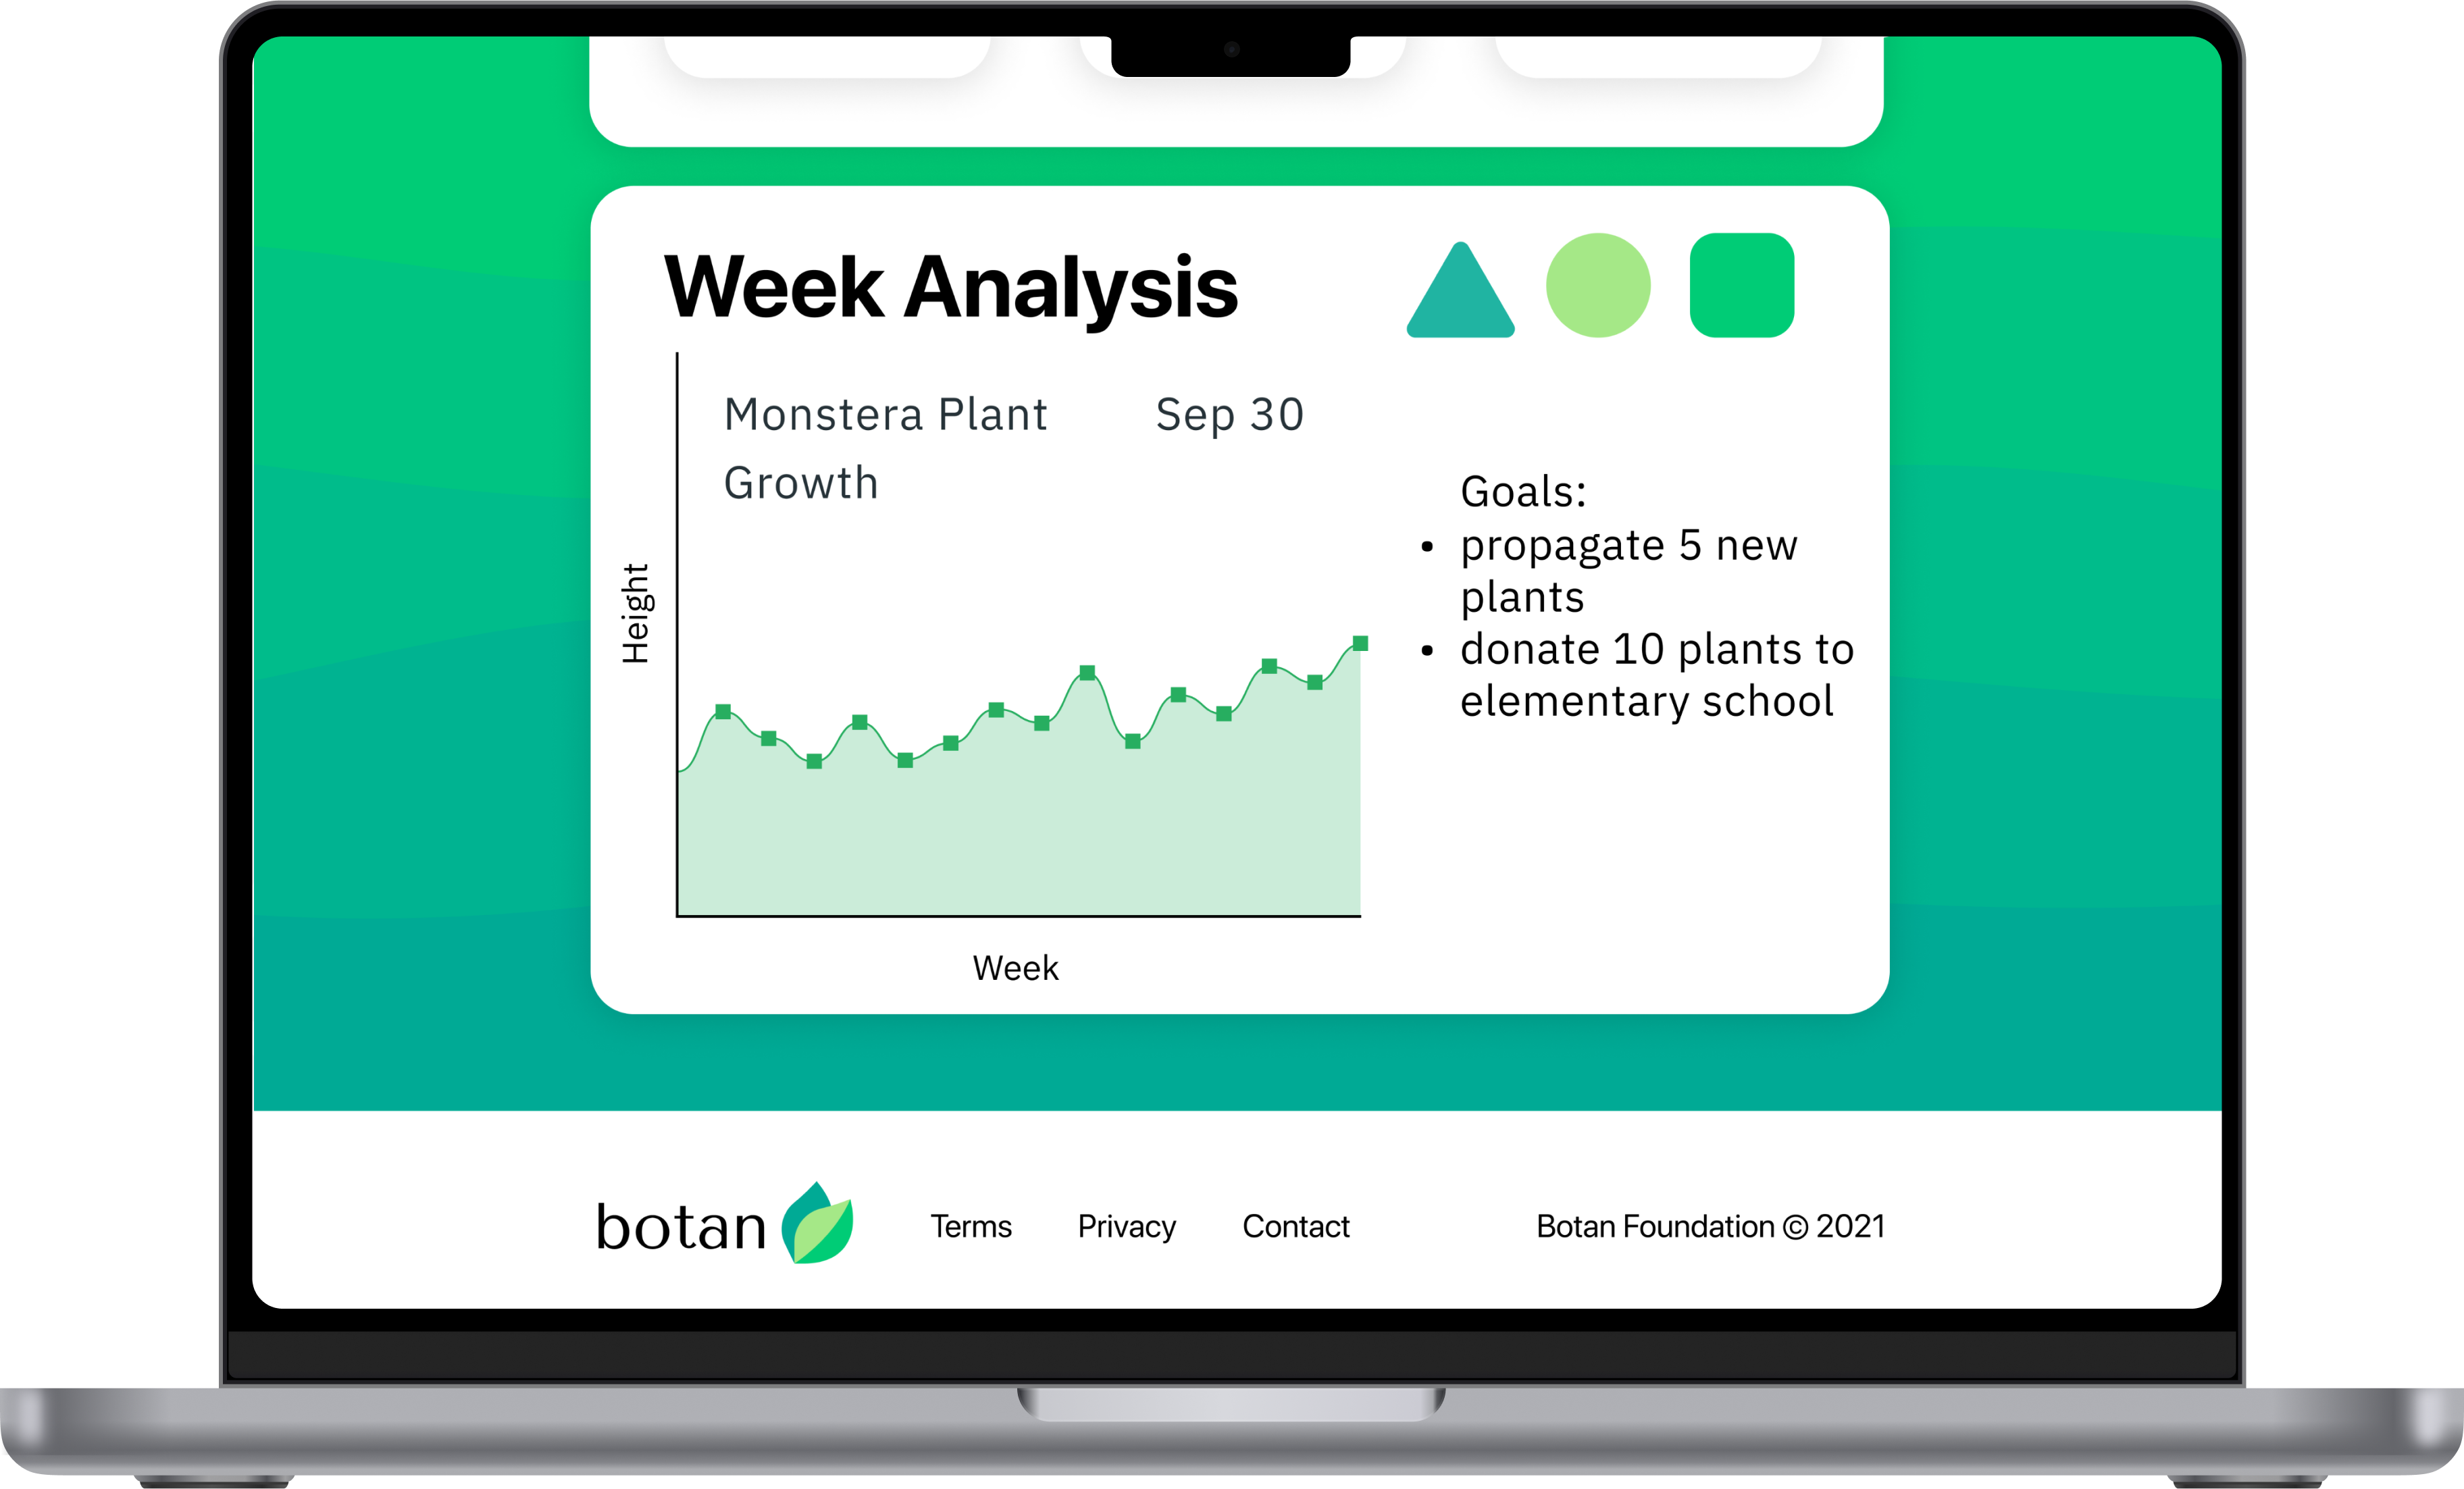 Week Analysis
Monstera Plant
Growth
Sep 30
Height
Week
Goals:
• propagate 5 new
plants
• donate 10 plants to
elementary school
botan
Terms
Privacy
Contact
Botan Foundation © 2021